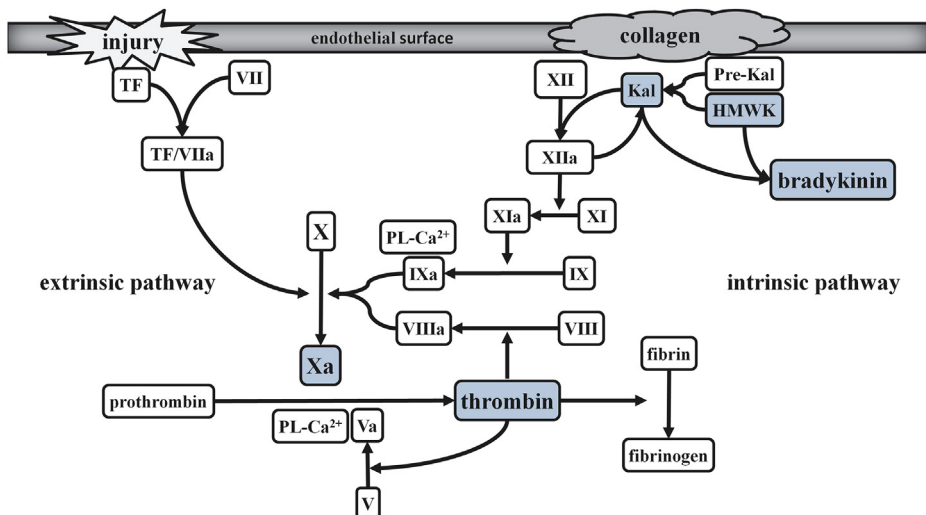 injury
endothelial surface
collagen
TF
VII
XII
Kal
Pre-Kal
HMWK
TF/VIIa
XIIa
bradykinin
XIa
XI
X
PL-Ca²⁺
IXa
IX
extrinsic pathway
intrinsic pathway
VIIIa
VIII
Xa
fibrin
prothrombin
thrombin
PL-Ca²⁺
Va
fibrinogen
V